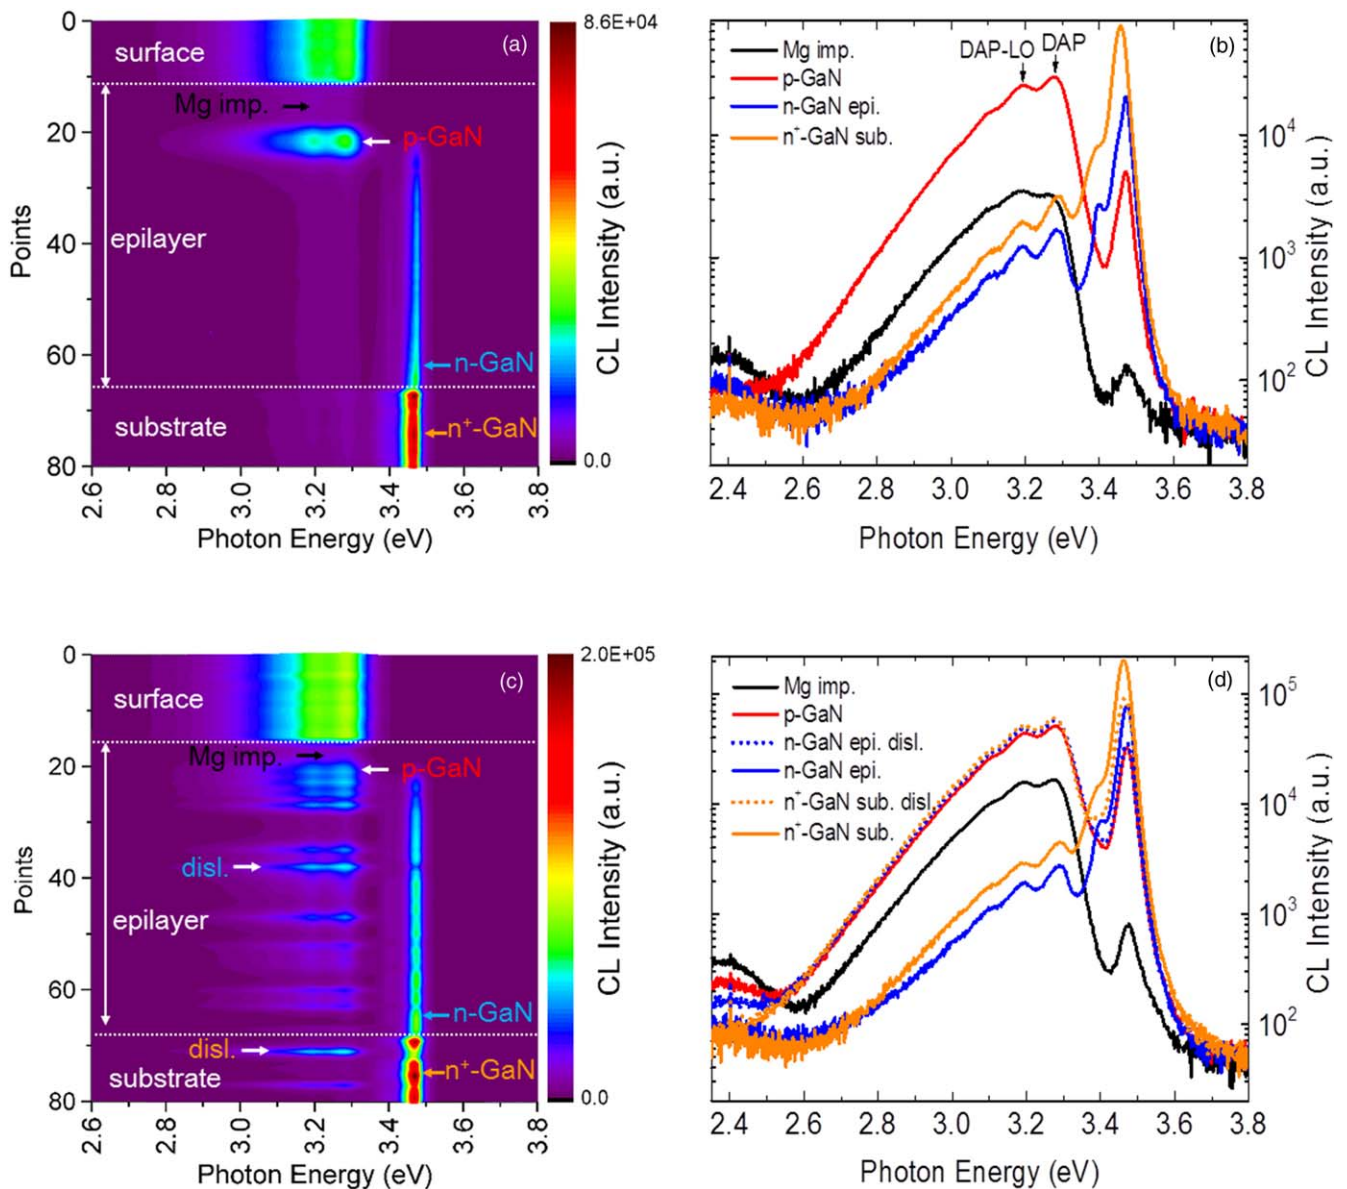 (a)
surface
Mg imp.
p-GaN
epilayer
n-GaN
substrate
n⁺-GaN
0
20
40
60
80
Points
2.6
2.8
3.0
3.2
3.4
3.6
3.8
Photon Energy (eV)
8.6E+04
0.0
CL Intensity (a.u.)
(b)
Mg imp.
p-GaN
n-GaN epi.
n⁺-GaN sub.
DAP-LO DAP
10⁴
10³
10²
CL Intensity (a.u.)
2.4 2.6 2.8 3.0 3.2 3.4 3.6 3.8
Photon Energy (eV)
(c)
surface
Mg imp.
p-GaN
disl.
epilayer
n-GaN
disl.
n⁺-GaN
substrate
0
20
40
60
80
Points
2.6
2.8
3.0
3.2
3.4
3.6
3.8
Photon Energy (eV)
2.0E+05
0.0
CL Intensity (a.u.)
(d)
Mg imp.
p-GaN
n-GaN epi. disl.
n-GaN epi.
n⁺-GaN sub. disl.
n⁺-GaN sub.
10⁵
10⁴
10³
10²
CL Intensity (a.u.)
2.4 2.6 2.8 3.0 3.2 3.4 3.6 3.8
Photon Energy (eV)